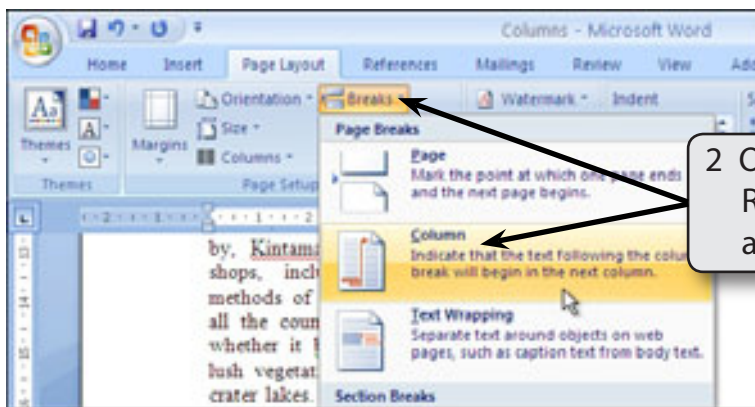 Columns - Microsoft Word
Home Insert Page Layout References Mailings Review View Add
Aa Orientation Breaks Watermark Indent
A Size
Themes Margins Columns
Themes Page Setup
Page Breaks
Page
Mark the point at which one page ends
and the next page begins.
Column
Indicate that the text following the colu
break will begin in the next column.
Text Wrapping
Separate text around objects on web
pages, such as caption text from body text.
Section Breaks
2 O
R
a
by, Kintama
shops, incl
methods of
all the coun
whether it
lush vegetat
crater lakes.